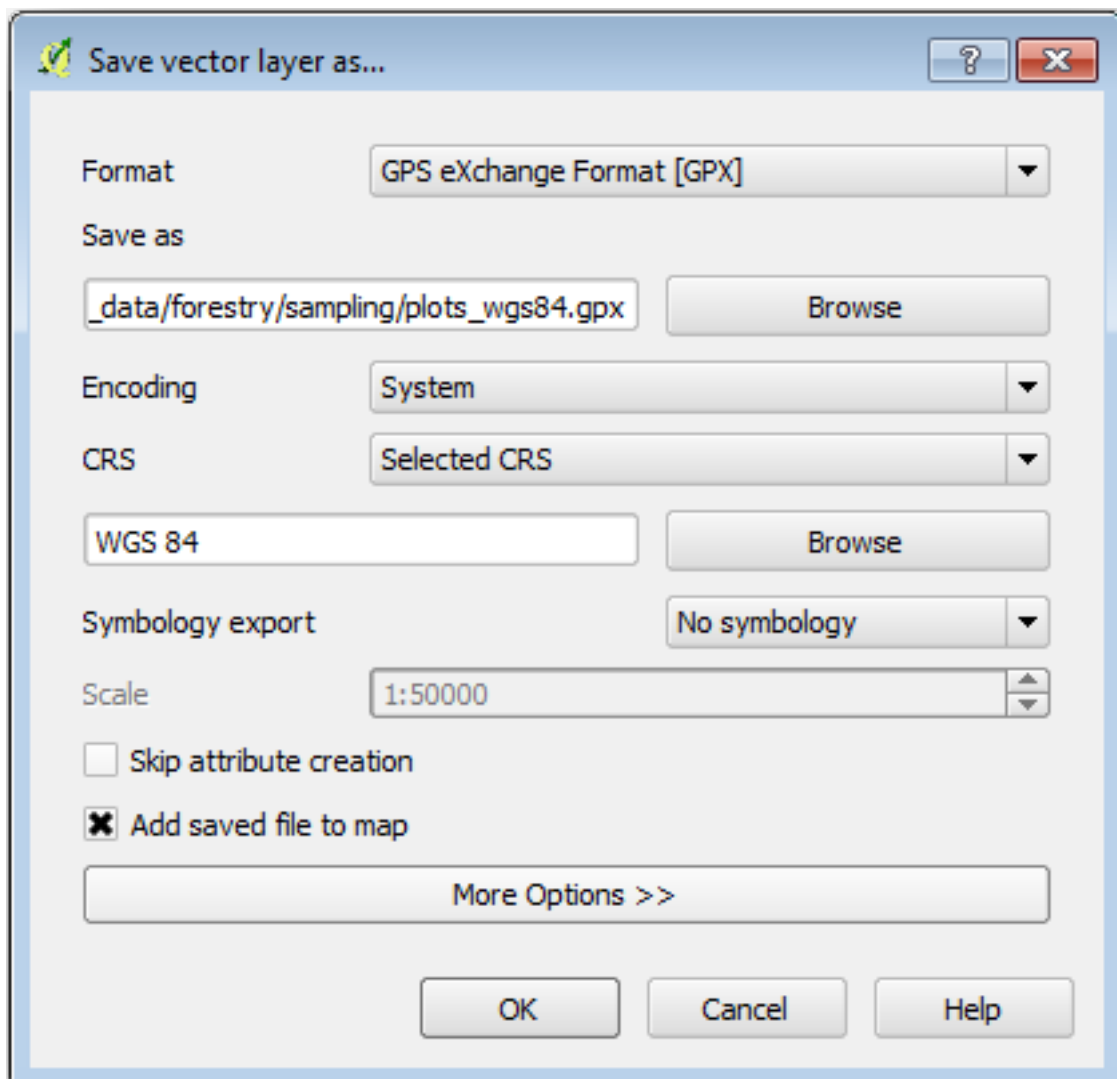 Save vector layer as...
Format GPS eXchange Format [GPX]
Save as
_data/forestry/sampling/plots_wgs84.gpx Browse
Encoding System
CRS Selected CRS
WGS 84 Browse
Symbology export No symbology
Scale 1:50000
Skip attribute creation
Add saved file to map
More Options >>
OK Cancel Help